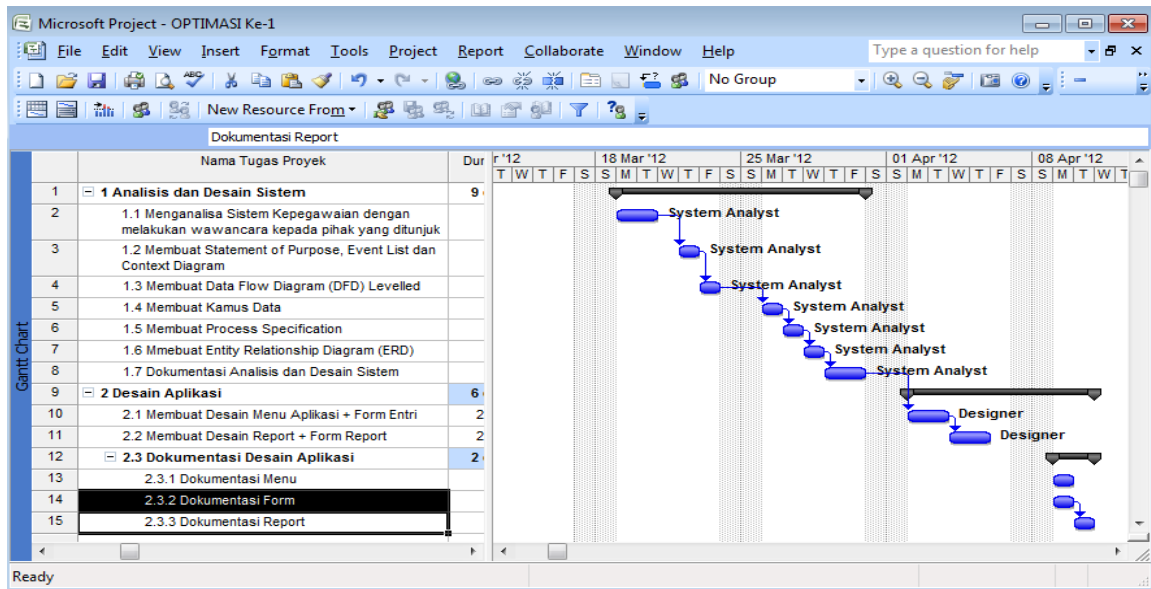 Microsoft Project - OPTIMASI Ke-1
File Edit View Insert Format Tools Project Report Collaborate Window Help Type a question for help
No Group
New Resource From
Dokumentasi Report
Nama Tugas Proyek Dur r '12 18 Mar '12 25 Mar '12 01 Apr '12 08 Apr '12
T W T F S S M T W T F S S M T W T F S S M T W T F S S M T W T
1 1 Analisis dan Desain Sistem 9
2 1.1 Menganalisa Sistem Kepegawaian dengan
melakukan wawancara kepada pihak yang ditunjuk System Analyst
3 1.2 Membuat Statement of Purpose, Event List dan
Context Diagram System Analyst
4 1.3 Membuat Data Flow Diagram (DFD) Levelled System Analyst
5 1.4 Membuat Kamus Data System Analyst
6 1.5 Membuat Process Specification System Analyst
7 1.6 Mmebuat Entity Relationship Diagram (ERD) System Analyst
8 1.7 Dokumentasi Analisis dan Desain Sistem System Analyst
9 2 Desain Aplikasi 6
10 2.1 Membuat Desain Menu Aplikasi + Form Entri 2 Designer
11 2.2 Membuat Desain Report + Form Report 2 Designer
12 2.3 Dokumentasi Desain Aplikasi 2
13 2.3.1 Dokumentasi Menu
14 2.3.2 Dokumentasi Form
15 2.3.3 Dokumentasi Report
Gantt Chart
Ready